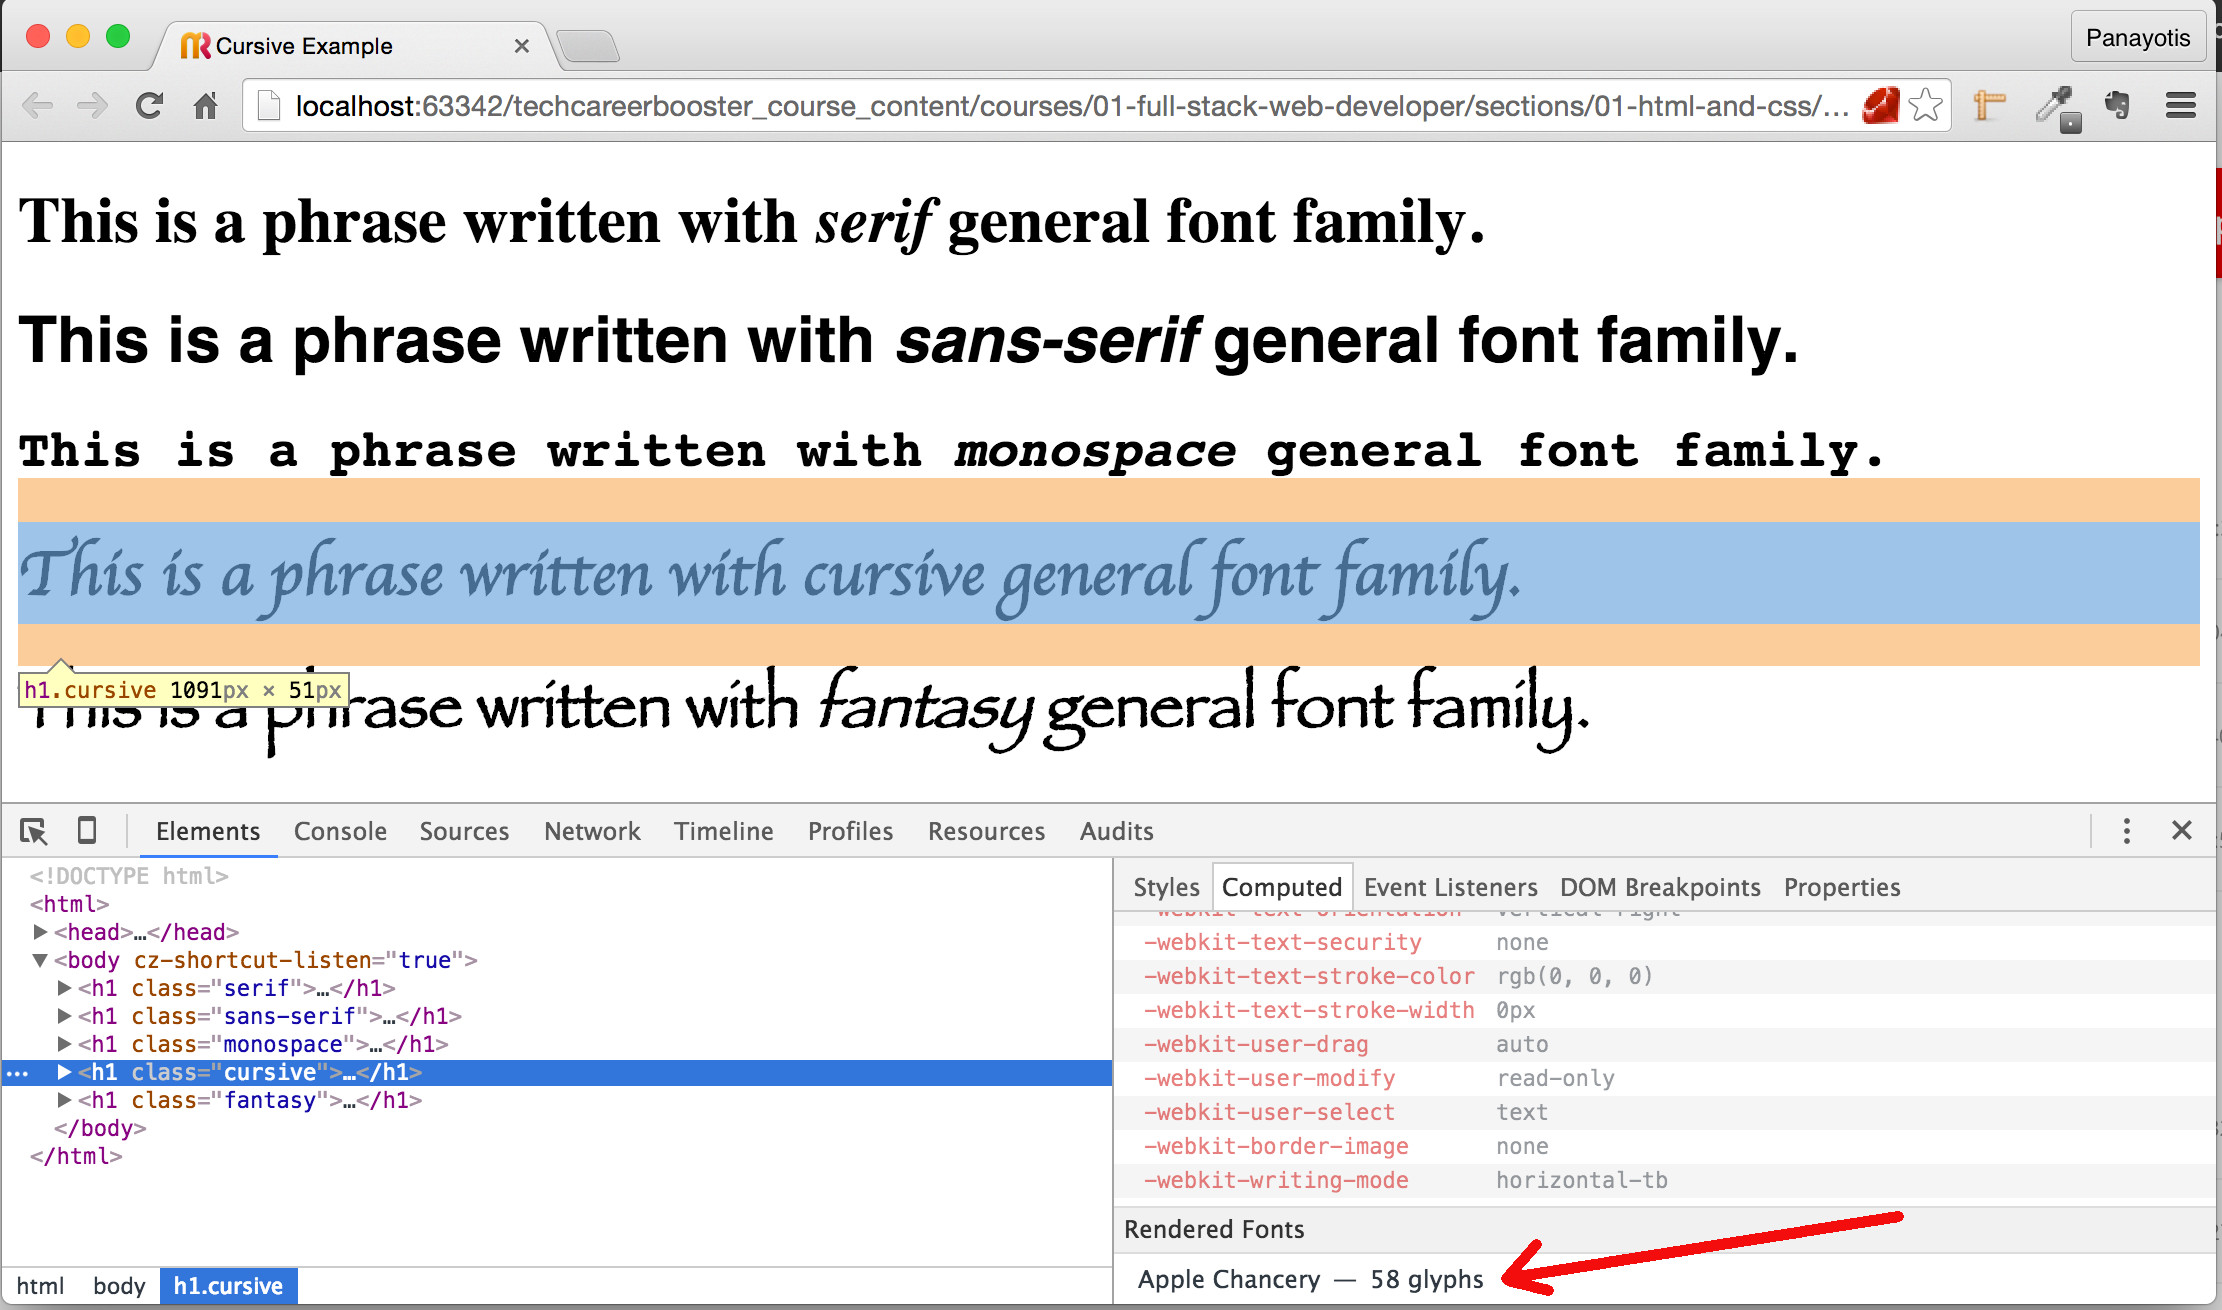 Cursive Example
Panayotis
localhost:63342/techcareerbooster_course_content/courses/01-full-stack-web-developer/sections/01-html-and-css/...
This is a phrase written with serif general font family.
This is a phrase written with sans-serif general font family.
This is a phrase written with monospace general font family.
This is a phrase written with cursive general font family.
h1.cursive 1091px × 51px
This is a phrase written with fantasy general font family.
Elements Console Sources Network Timeline Profiles Resources Audits
<!DOCTYPE html>
<html>
<head>…</head>
<body cz-shortcut-listen="true">
<h1 class="serif">…</h1>
<h1 class="sans-serif">…</h1>
<h1 class="monospace">…</h1>
<h1 class="cursive">…</h1>
<h1 class="fantasy">…</h1>
</body>
</html>
html body h1.cursive
Styles Computed Event Listeners DOM Breakpoints Properties
-webkit-text-orientation vertical-right
-webkit-text-security none
-webkit-text-stroke-color rgb(0, 0, 0)
-webkit-text-stroke-width 0px
-webkit-user-drag auto
-webkit-user-modify read-only
-webkit-user-select text
-webkit-border-image none
-webkit-writing-mode horizontal-tb
Rendered Fonts
Apple Chancery — 58 glyphs